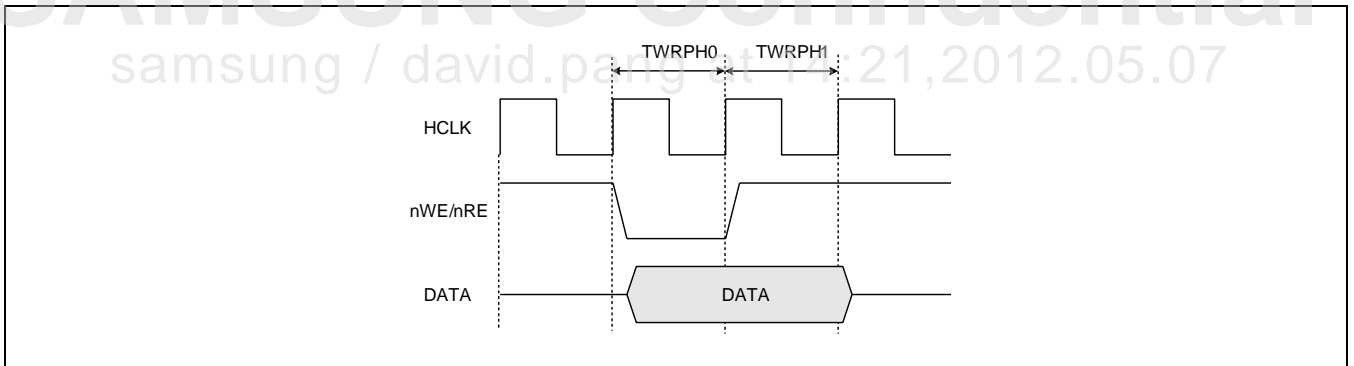 SAMSUNG Confidential
samsung / david.pang at 14:21,2012.05.07
TWRPH0 TWRPH1
HCLK
nWE/nRE
DATA DATA